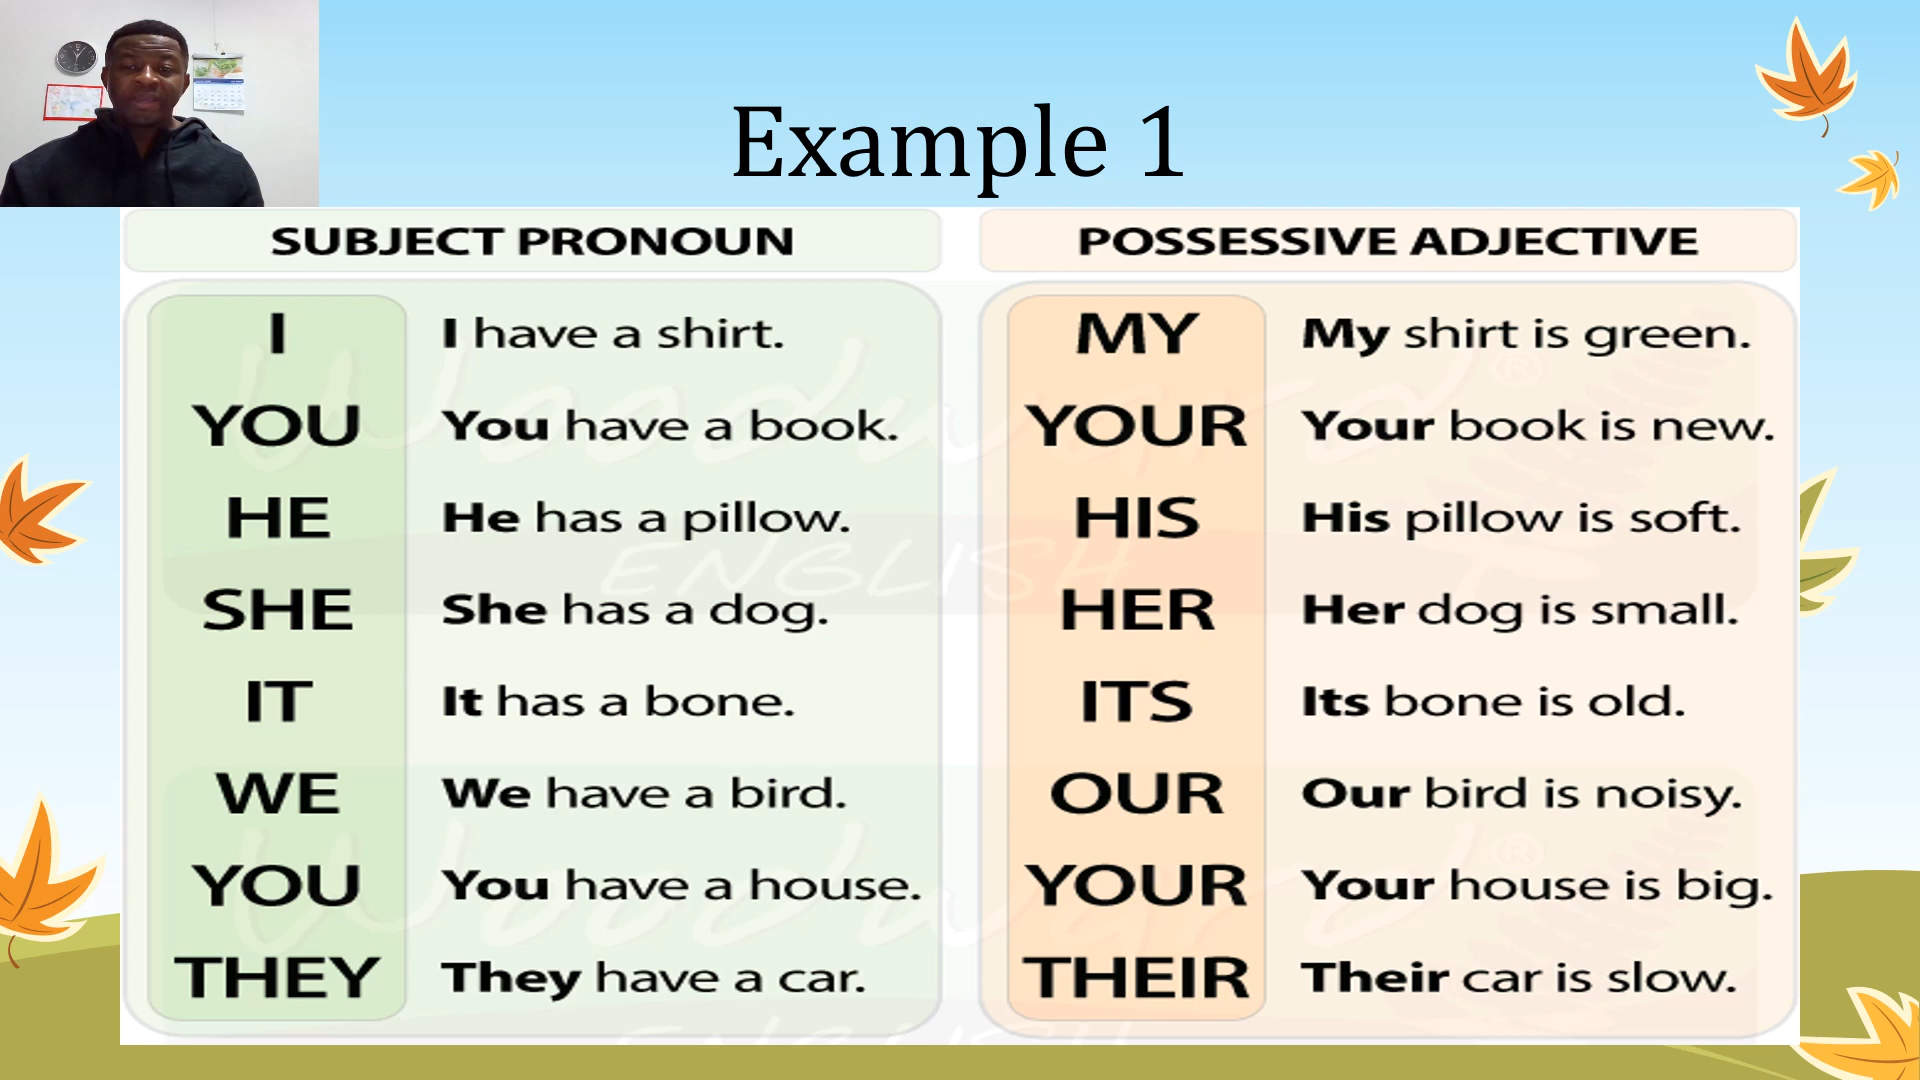 Example 1
SUBJECT PRONOUN
POSSESSIVE ADJECTIVE
I I have a shirt. MY My shirt is green.
YOU You have a book. YOUR Your book is new.
HE He has a pillow. HIS His pillow is soft.
SHE She has a dog. HER Her dog is small.
IT It has a bone. ITS Its bone is old.
WE We have a bird. OUR Our bird is noisy.
YOU You have a house. YOUR Your house is big.
THEY They have a car. THEIR Their car is slow.
Woodward ®
ENGLISH
Woodward ®
ENGLISH